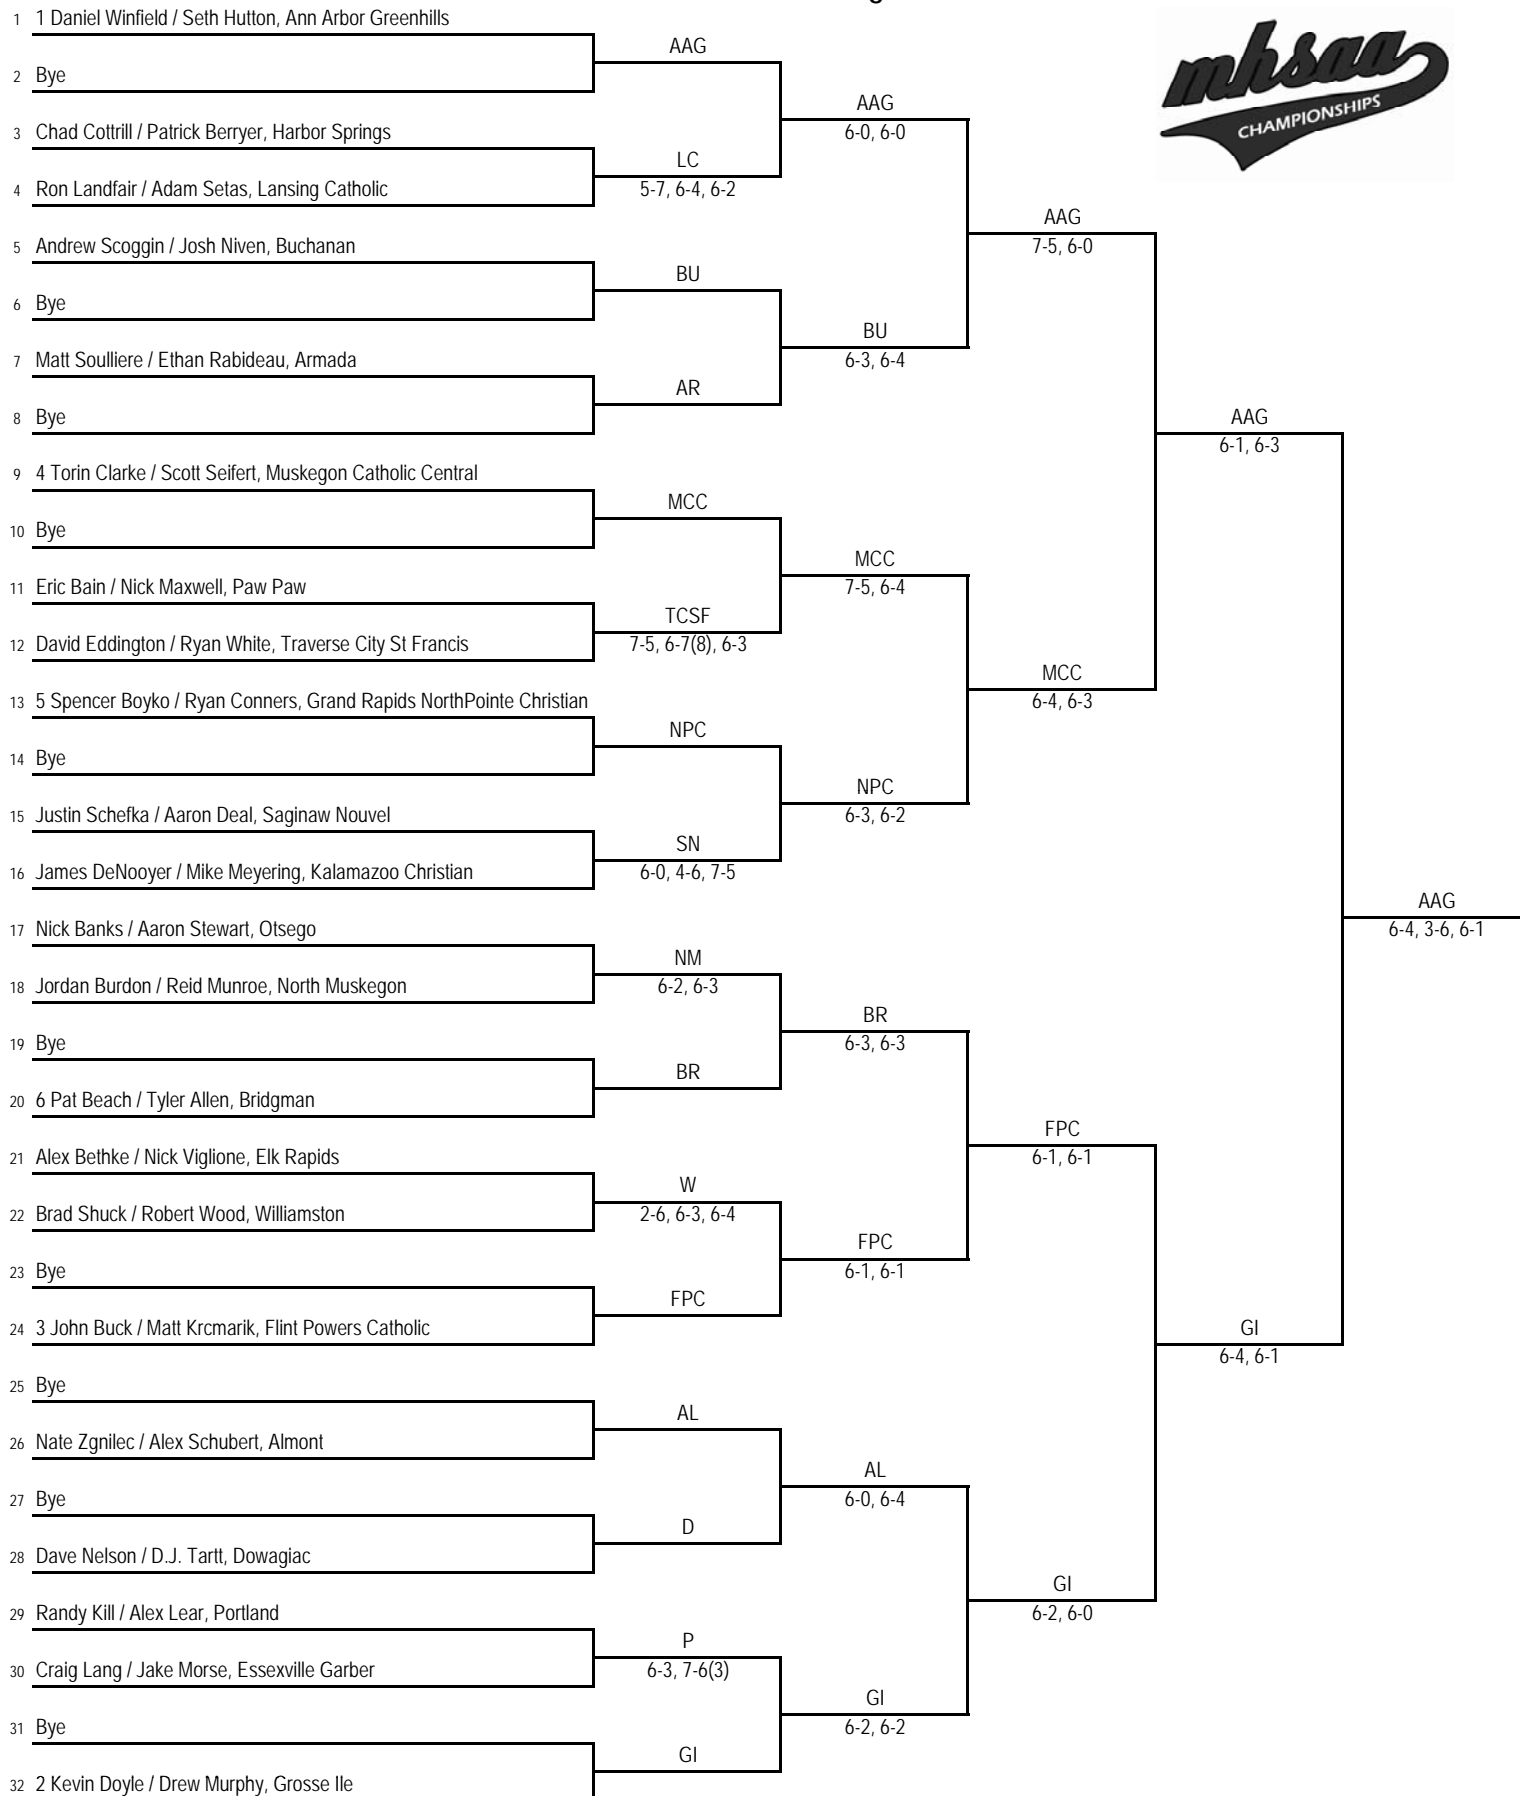 1 1 Daniel Winfield / Seth Hutton, Ann Arbor Greenhills
AAG
2 Bye
AAG
6-0, 6-0
3 Chad Cottrill / Patrick Berryer, Harbor Springs
LC
5-7, 6-4, 6-2
4 Ron Landfair / Adam Setas, Lansing Catholic
AAG
7-5, 6-0
5 Andrew Scoggin / Josh Niven, Buchanan
BU
6 Bye
BU
6-3, 6-4
7 Matt Soulliere / Ethan Rabideau, Armada
AR
8 Bye
AAG
6-1, 6-3
9 4 Torin Clarke / Scott Seifert, Muskegon Catholic Central
MCC
10 Bye
MCC
7-5, 6-4
11 Eric Bain / Nick Maxwell, Paw Paw
TCSF
7-5, 6-7(8), 6-3
12 David Eddington / Ryan White, Traverse City St Francis
MCC
6-4, 6-3
13 5 Spencer Boyko / Ryan Conners, Grand Rapids NorthPointe Christian
NPC
14 Bye
NPC
6-3, 6-2
15 Justin Schefka / Aaron Deal, Saginaw Nouvel
SN
6-0, 4-6, 7-5
16 James DeNooyer / Mike Meyering, Kalamazoo Christian
AAG
6-4, 3-6, 6-1
17 Nick Banks / Aaron Stewart, Otsego
NM
6-2, 6-3
18 Jordan Burdon / Reid Munroe, North Muskegon
BR
6-3, 6-3
19 Bye
BR
20 6 Pat Beach / Tyler Allen, Bridgman
FPC
6-1, 6-1
21 Alex Bethke / Nick Viglione, Elk Rapids
W
2-6, 6-3, 6-4
22 Brad Shuck / Robert Wood, Williamston
FPC
6-1, 6-1
23 Bye
FPC
24 3 John Buck / Matt Krcmarik, Flint Powers Catholic
GI
6-4, 6-1
25 Bye
AL
26 Nate Zgnilec / Alex Schubert, Almont
AL
6-0, 6-4
27 Bye
D
28 Dave Nelson / D.J. Tartt, Dowagiac
GI
6-2, 6-0
29 Randy Kill / Alex Lear, Portland
P
6-3, 7-6(3)
30 Craig Lang / Jake Morse, Essexville Garber
GI
6-2, 6-2
31 Bye
GI
32 2 Kevin Doyle / Drew Murphy, Grosse Ile
mhsaa
CHAMPIONSHIPS